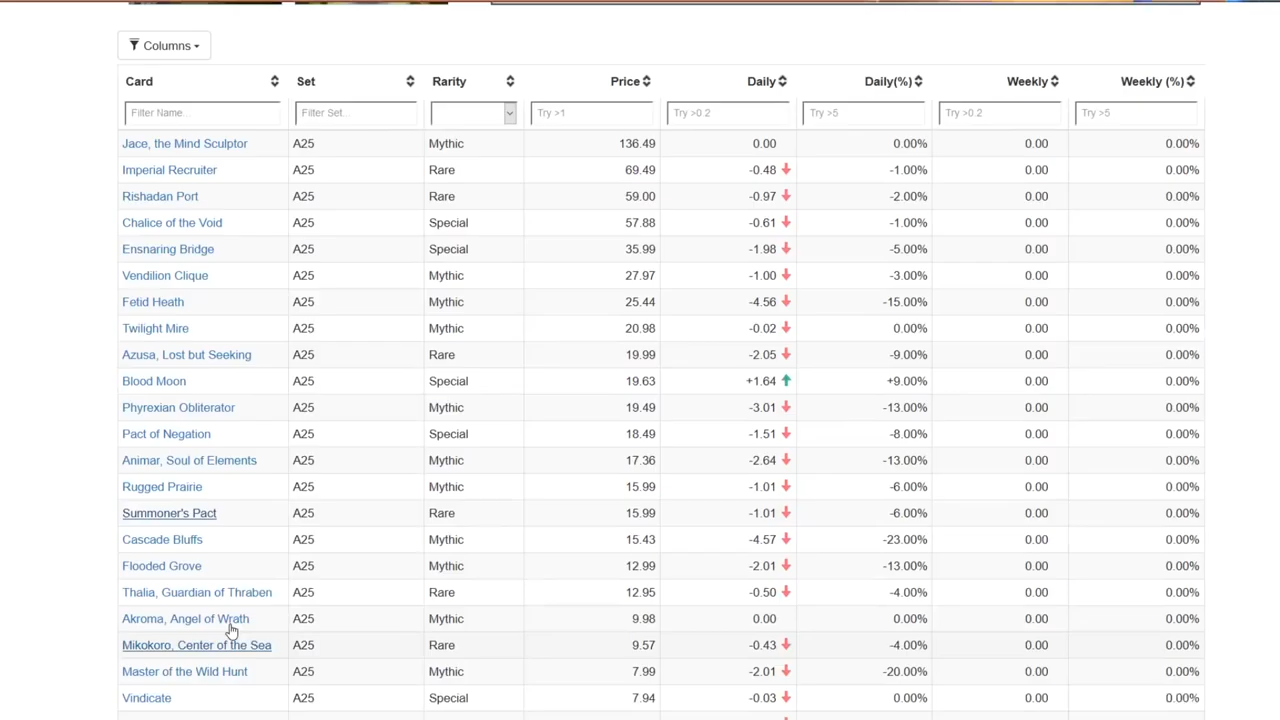 Columns
Card Set Rarity Price Daily Daily(%) Weekly Weekly (%)
Filter Name... Filter Set... Try >1 Try >0.2 Try >5 Try >0.2 Try >5
Jace, the Mind Sculptor A25 Mythic 136.49 0.00 0.00% 0.00 0.00%
Imperial Recruiter A25 Rare 69.49 -0.48 -1.00% 0.00 0.00%
Rishadan Port A25 Rare 59.00 -0.97 -2.00% 0.00 0.00%
Chalice of the Void A25 Special 57.88 -0.61 -1.00% 0.00 0.00%
Ensnaring Bridge A25 Special 35.99 -1.98 -5.00% 0.00 0.00%
Vendilion Clique A25 Mythic 27.97 -1.00 -3.00% 0.00 0.00%
Fetid Heath A25 Mythic 25.44 -4.56 -15.00% 0.00 0.00%
Twilight Mire A25 Mythic 20.98 -0.02 0.00% 0.00 0.00%
Azusa, Lost but Seeking A25 Rare 19.99 -2.05 -9.00% 0.00 0.00%
Blood Moon A25 Special 19.63 +1.64 +9.00% 0.00 0.00%
Phyrexian Obliterator A25 Mythic 19.49 -3.01 -13.00% 0.00 0.00%
Pact of Negation A25 Special 18.49 -1.51 -8.00% 0.00 0.00%
Animar, Soul of Elements A25 Mythic 17.36 -2.64 -13.00% 0.00 0.00%
Rugged Prairie A25 Mythic 15.99 -1.01 -6.00% 0.00 0.00%
Summoner's Pact A25 Rare 15.99 -1.01 -6.00% 0.00 0.00%
Cascade Bluffs A25 Mythic 15.43 -4.57 -23.00% 0.00 0.00%
Flooded Grove A25 Mythic 12.99 -2.01 -13.00% 0.00 0.00%
Thalia, Guardian of Thraben A25 Rare 12.95 -0.50 -4.00% 0.00 0.00%
Akroma, Angel of Wrath A25 Mythic 9.98 0.00 0.00% 0.00 0.00%
Mikokoro, Center of the Sea A25 Rare 9.57 -0.43 -4.00% 0.00 0.00%
Master of the Wild Hunt A25 Mythic 7.99 -2.01 -20.00% 0.00 0.00%
Vindicate A25 Special 7.94 -0.03 0.00% 0.00 0.00%